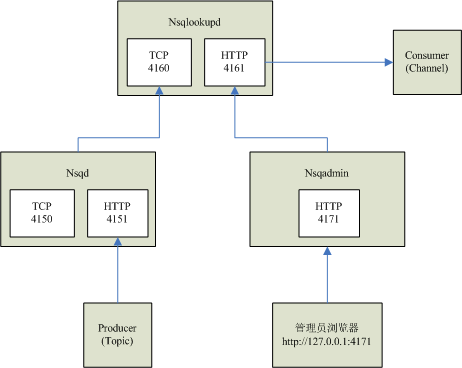 Nsqlookupd
TCP
4160
HTTP
4161
Consumer
(Channel)
Nsqd
TCP
4150
HTTP
4151
Nsqadmin
HTTP
4171
Producer
(Topic)
管理员浏览器
http://127.0.0.1:4171